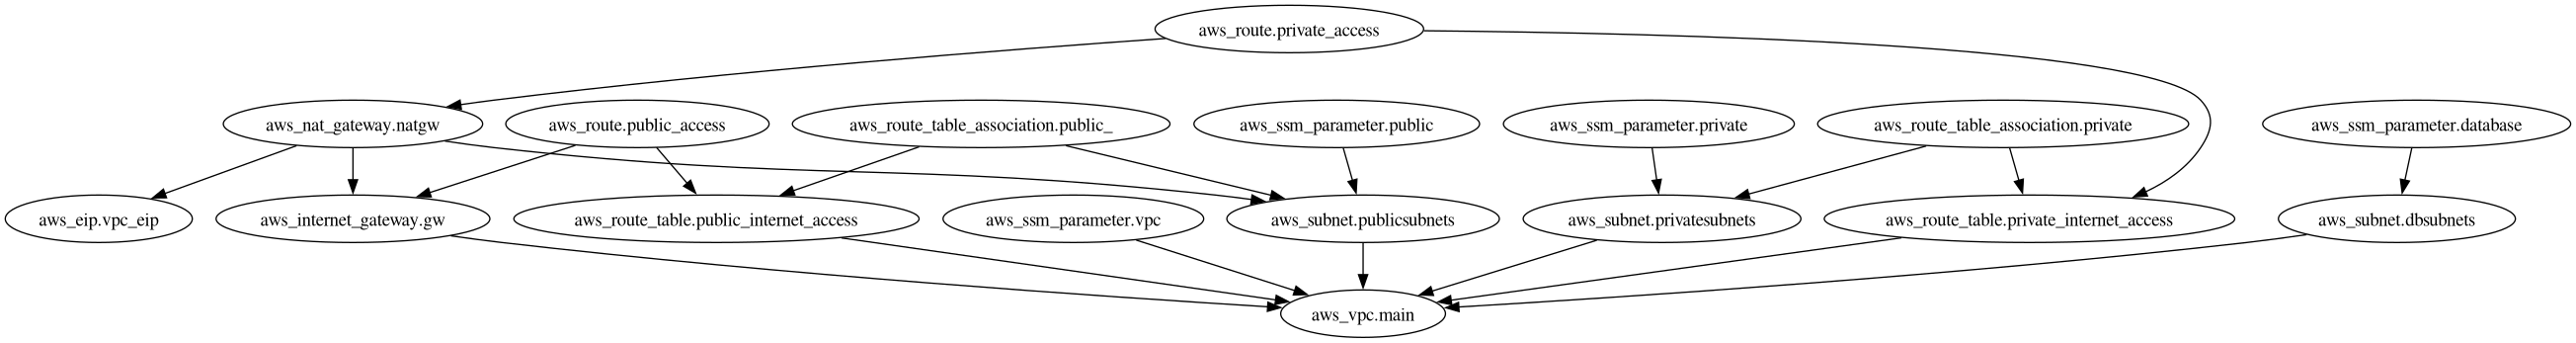 aws_route.private_access
aws_nat_gateway.natgw
aws_route.public_access
aws_route_table_association.public_
aws_ssm_parameter.public
aws_ssm_parameter.private
aws_route_table_association.private
aws_ssm_parameter.database
aws_eip.vpc_eip
aws_internet_gateway.gw
aws_route_table.public_internet_access
aws_ssm_parameter.vpc
aws_subnet.publicsubnets
aws_subnet.privatesubnets
aws_route_table.private_internet_access
aws_subnet.dbsubnets
aws_vpc.main